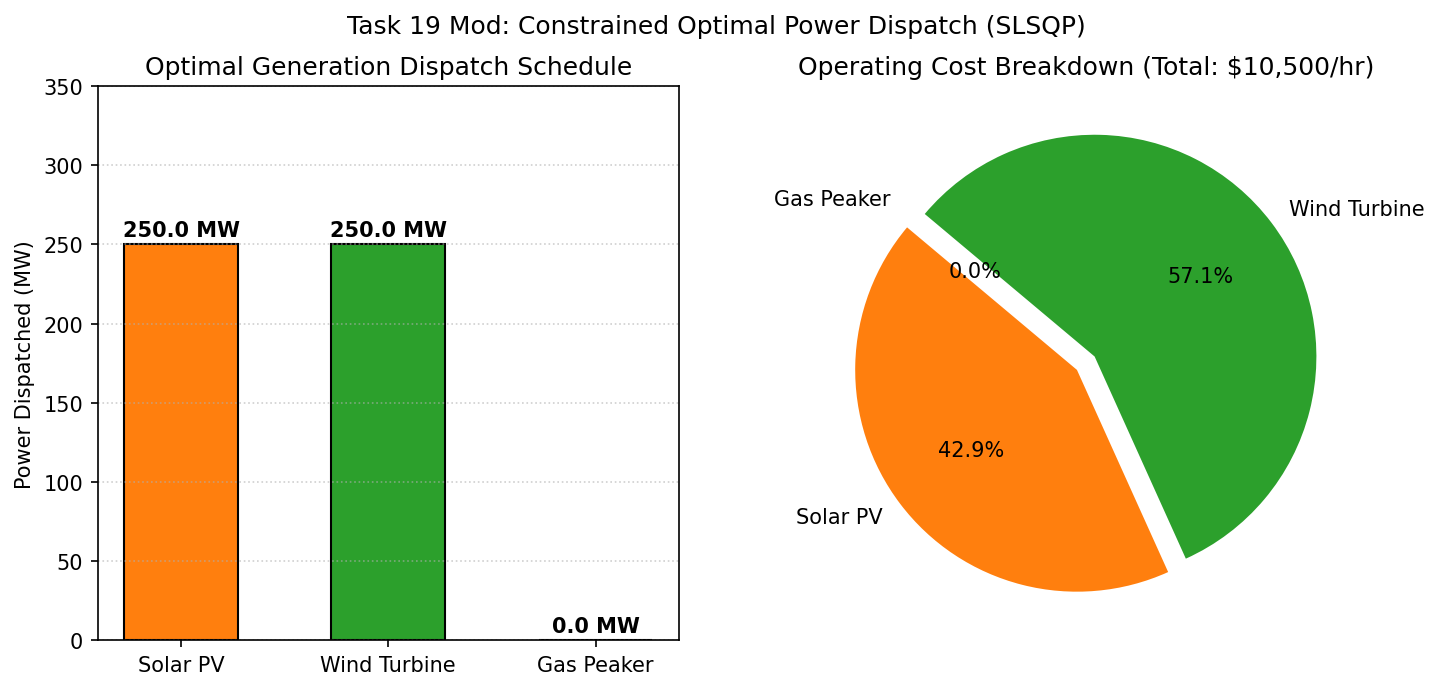 Task 19 Mod: Constrained Optimal Power Dispatch (SLSQP)
Optimal Generation Dispatch Schedule
350
300
250
200
150
100
50
0
Power Dispatched (MW)
250.0 MW
250.0 MW
0.0 MW
Solar PV
Wind Turbine
Gas Peaker
Operating Cost Breakdown (Total: $10,500/hr)
Gas Peaker
Wind Turbine
0.0%
57.1%
42.9%
Solar PV